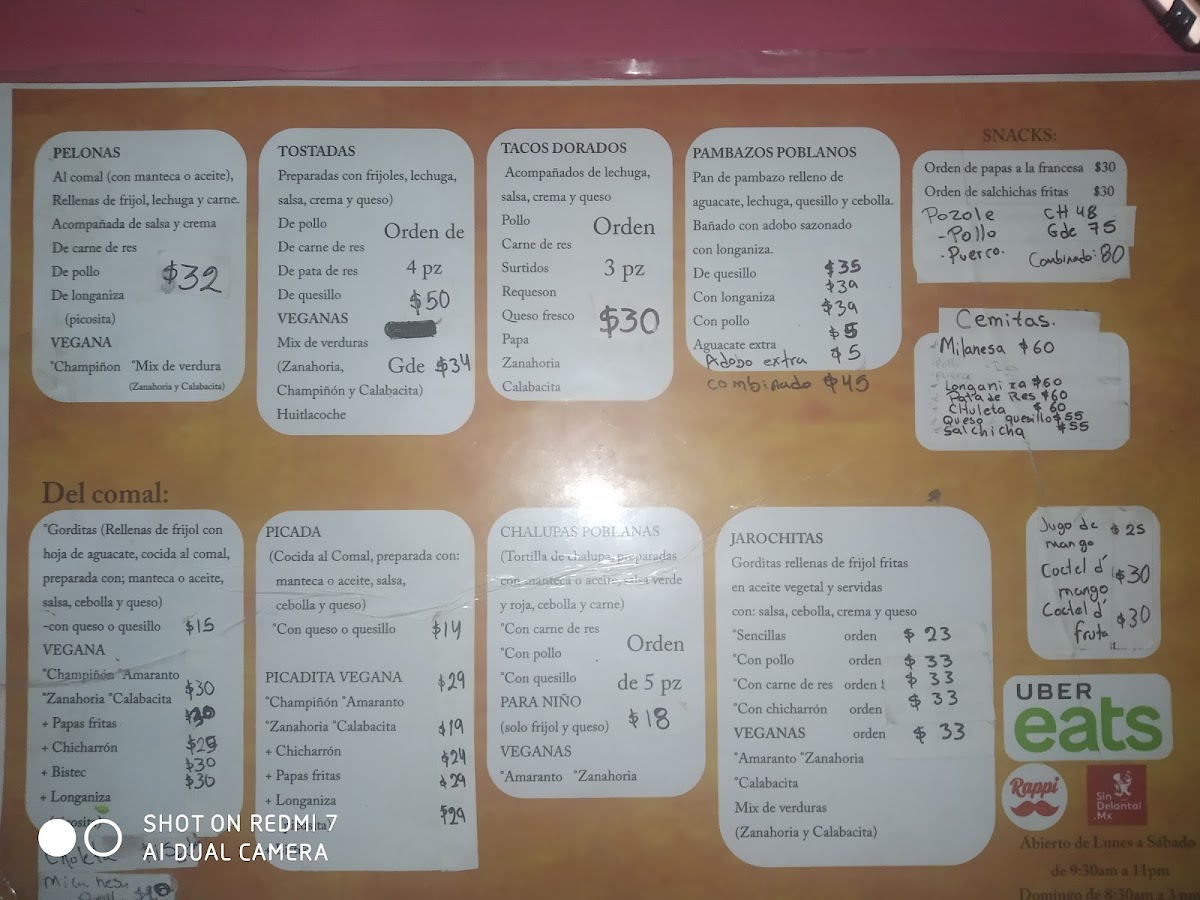 PELONAS
Al comal (con manteca o aceite),
Rellenas de frijol, lechuga y carne.
Acompañada de salsa y crema
De carne de res
De pollo $32
De longaniza
(picosita)
VEGANA
*Champiñon *Mix de verdura
(Zanahoria y Calabacita)
TOSTADAS
Preparadas con frijoles, lechuga,
salsa, crema y queso)
De pollo
Orden de
De carne de res
De pata de res 4 pz
De quesillo $50
VEGANAS
Mix de verduras
(Zanahoria, Gde $34
Champiñón y Calabacita)
Huitlacoche
TACOS DORADOS
Acompañados de lechuga,
salsa, crema y queso
Pollo Orden
Carne de res
Surtidos 3 pz
Requeson
Queso fresco $30
Papa
Zanahoria
Calabacita
PAMBAZOS POBLANOS
Pan de pambazo relleno de
aguacate, lechuga, quesillo y cebolla.
Bañado con adobo sazonado
con longaniza.
De quesillo $35
Con longaniza $39
Con pollo $39
Aguacate extra $5
Adobo extra $5
combinado $45
SNACKS:
Orden de papas a la francesa $30
Orden de salchichas fritas $30
Pozole CH 48
-Pollo Gde 75
-Puerco. Combinado: 80
Cemitas.
Milanesa $60
Longaniza $60
Pata de Res $60
CHuleta $60
Queso quesillo $55
Salchicha $55
Del comal:
*Gorditas (Rellenas de frijol con
hoja de aguacate, cocida al comal,
preparada con; manteca o aceite,
salsa, cebolla y queso)
-con queso o quesillo $15
VEGANA
*Champiñón *Amaranto
*Zanahoria *Calabacita $30
+ Papas fritas $30
+ Chicharrón $25
+ Bistec $30
+ Longaniza $30
PICADA
(Cocida al Comal, preparada con:
manteca o aceite, salsa,
cebolla y queso)
*Con queso o quesillo $14
PICADITA VEGANA $29
*Champiñón *Amaranto
*Zanahoria *Calabacita $19
+ Chicharrón $24
+ Papas fritas $29
+ Longaniza $29
CHALUPAS POBLANAS
(Tortilla de chalupa, preparadas
con manteca o aceite, salsa verde
y roja, cebolla y carne)
*Con carne de res
*Con pollo Orden
*Con quesillo de 5 pz
PARA NIÑO
(solo frijol y queso) $18
VEGANAS
*Amaranto *Zanahoria
JAROCHITAS
Gorditas rellenas de frijol fritas
en aceite vegetal y servidas
con: salsa, cebolla, crema y queso
*Sencillas orden $ 23
*Con pollo orden $ 33
*Con carne de res orden $ 33
*Con chicharrón orden $ 33
VEGANAS orden $ 33
*Amaranto *Zanahoria
*Calabacita
Mix de verduras
(Zanahoria y Calabacita)
Jugo de $25
mango
Coctel d' $30
mango
Coctel d' $30
fruta
UBER
eats
Rappi
Sin
Delantal
.Mx
Abierto de Lunes a Sábado
de 9:30am a 11pm
Domingo de 8:30am a 3 pm
SHOT ON REDMI 7
AI DUAL CAMERA